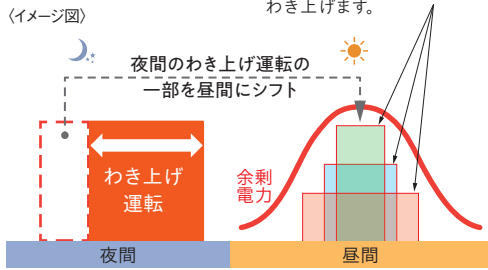 〈イメージ図〉
わき上げます。
夜間のわき上げ運転の
一部を昼間にシフト
わき上げ
運転
余剰
電力
夜間
昼間